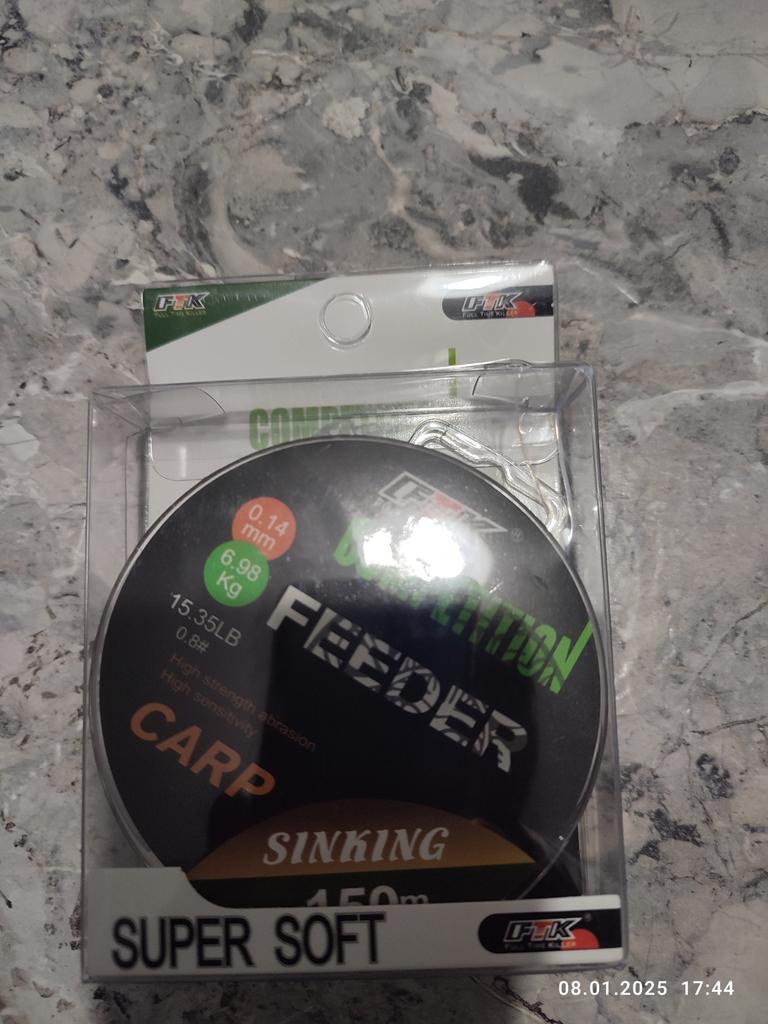 FTK
FULL TIME KILLER
FTK
FULL TIME KILLER
FTK
®
0.14
mm
6.98
Kg
15.35LB
0.8#
COMPETITION
FEEDER
High strength abrasion
High sensitivity
CARP
SINKING
150m
SUPER SOFT
FTK
®
FULL TIME KILLER
08.01.2025 17:44